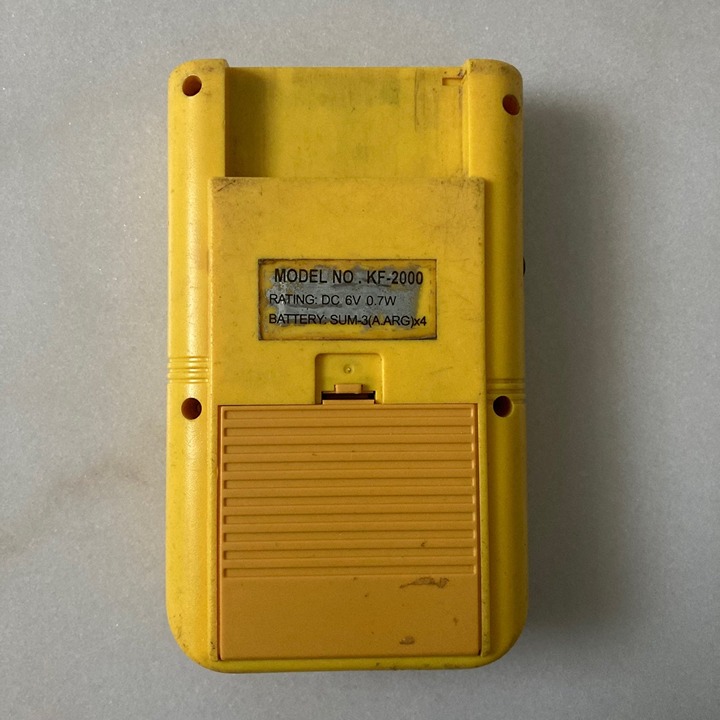 MODEL NO . KF-2000
RATING: DC 6V 0.7W
BATTERY: SUM-3(A.ARG)x4